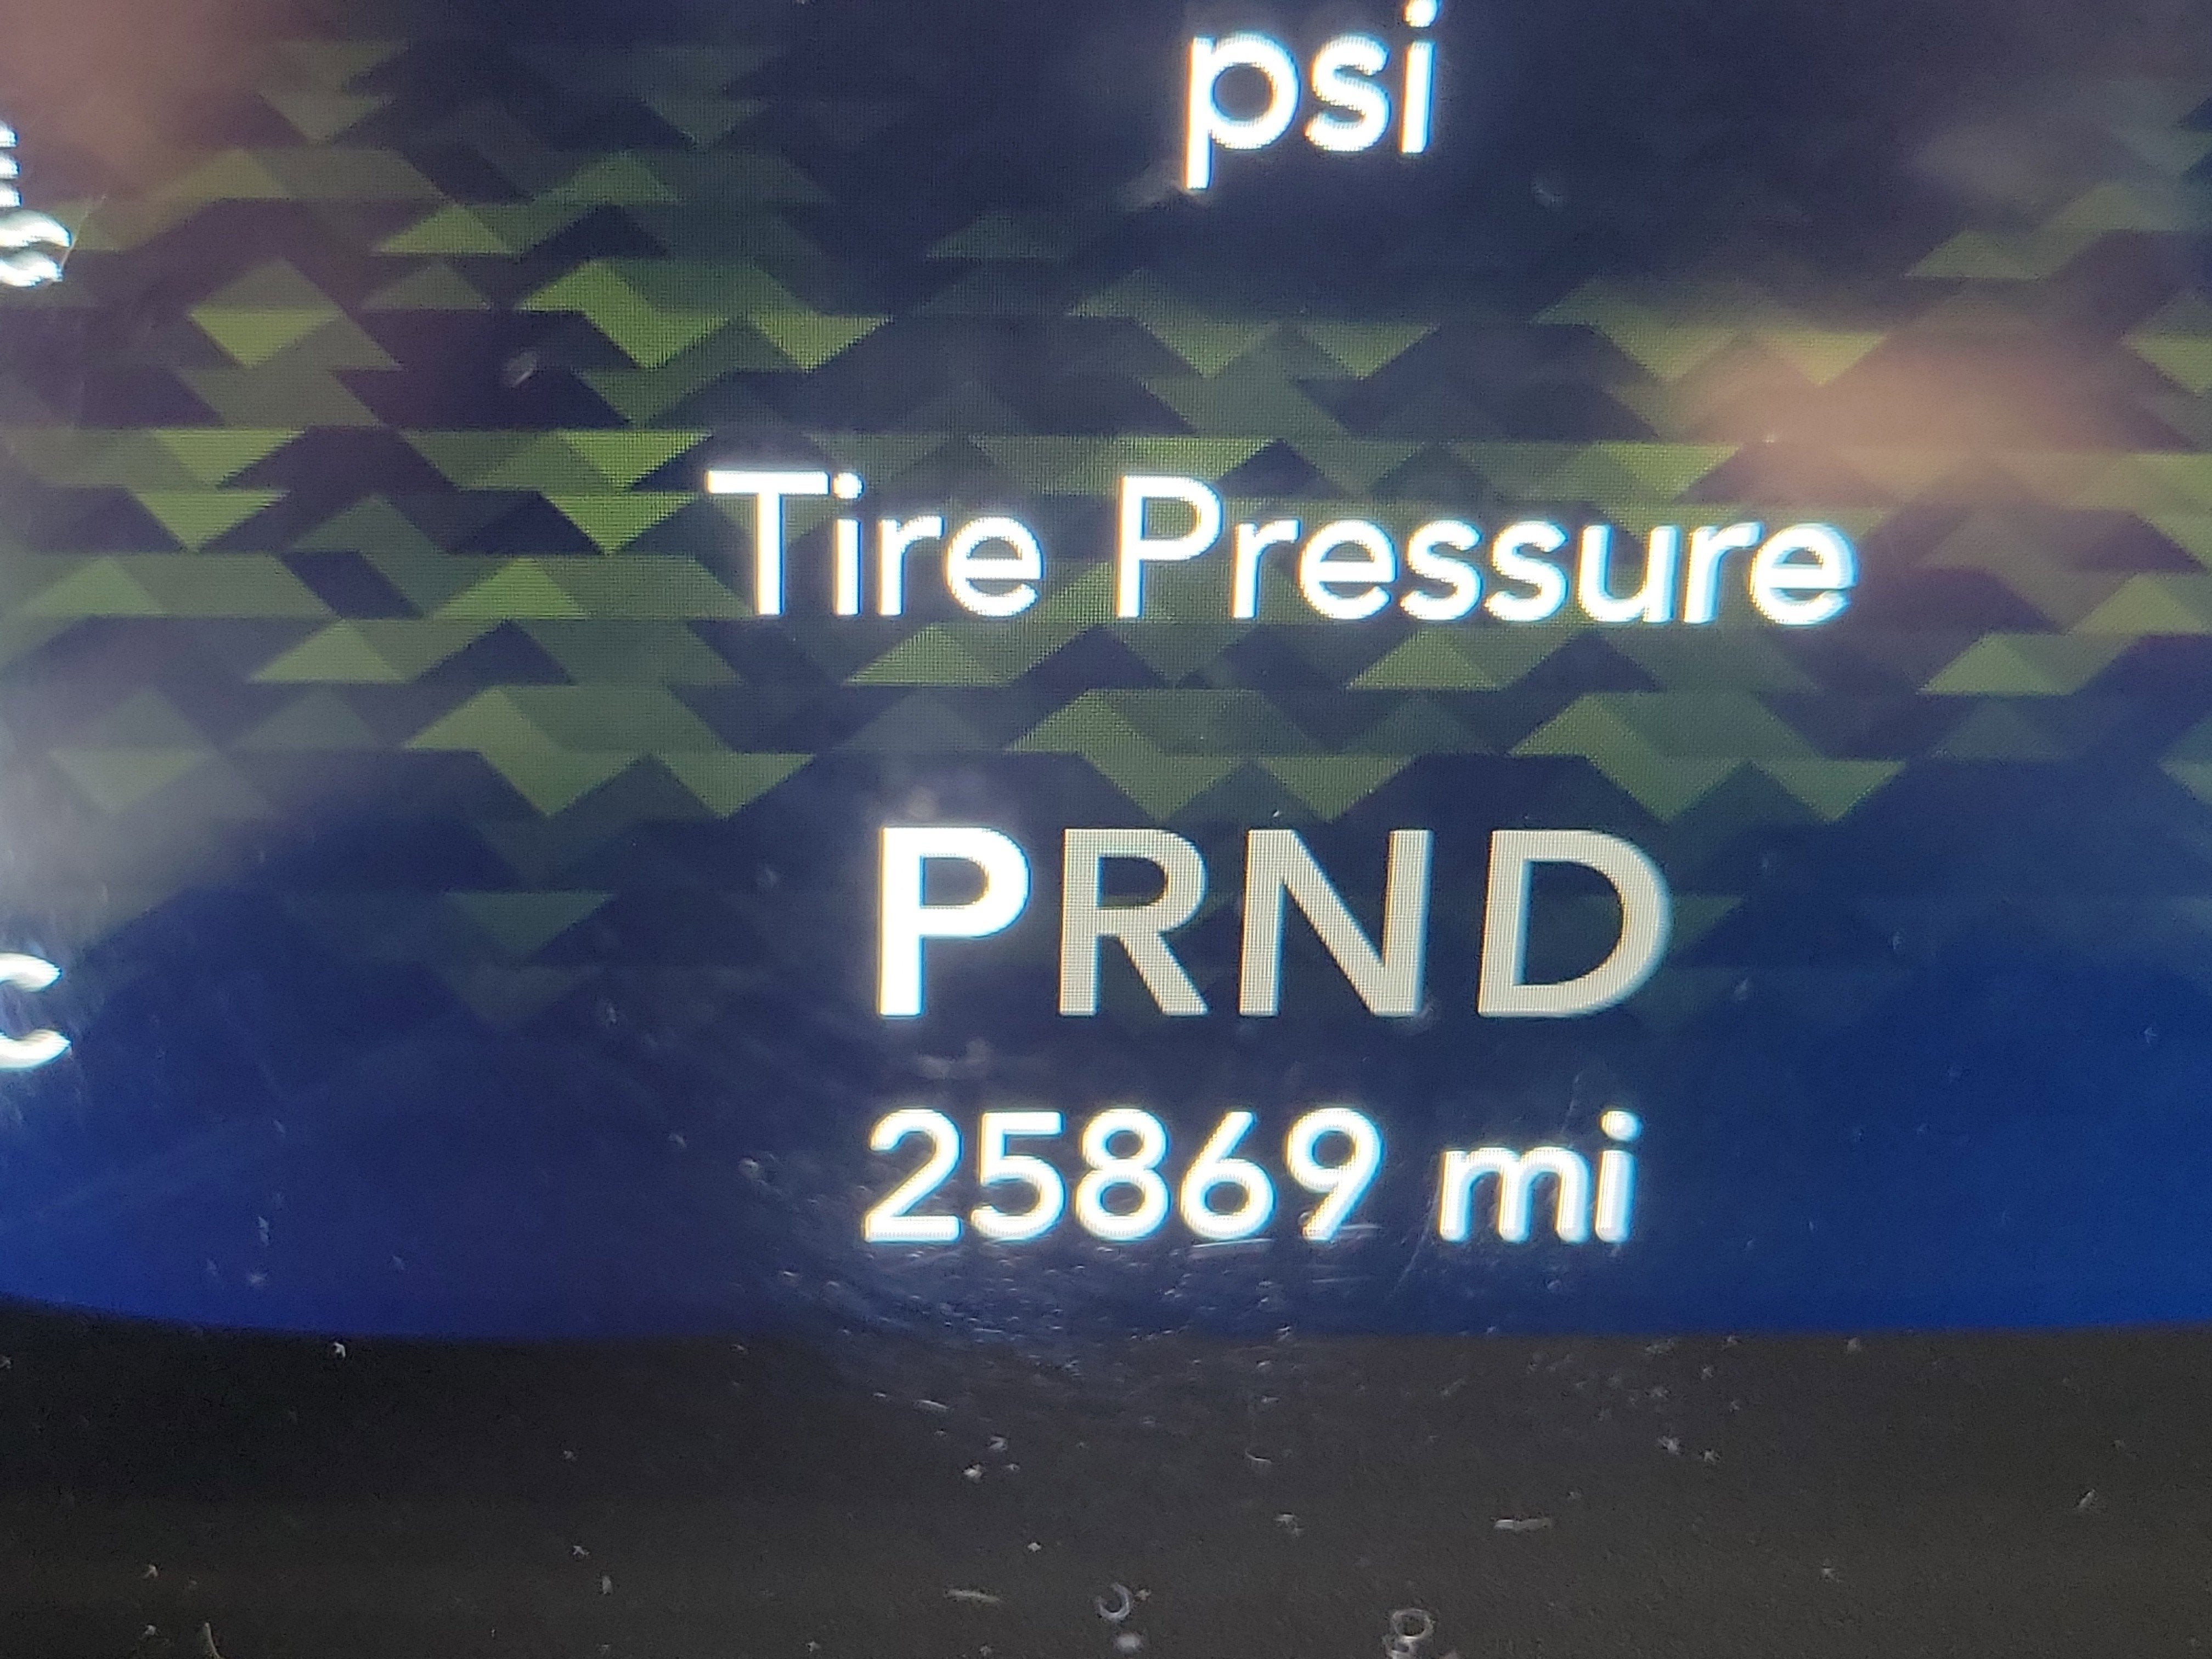 psi
Tire Pressure
PRND
25869 mi